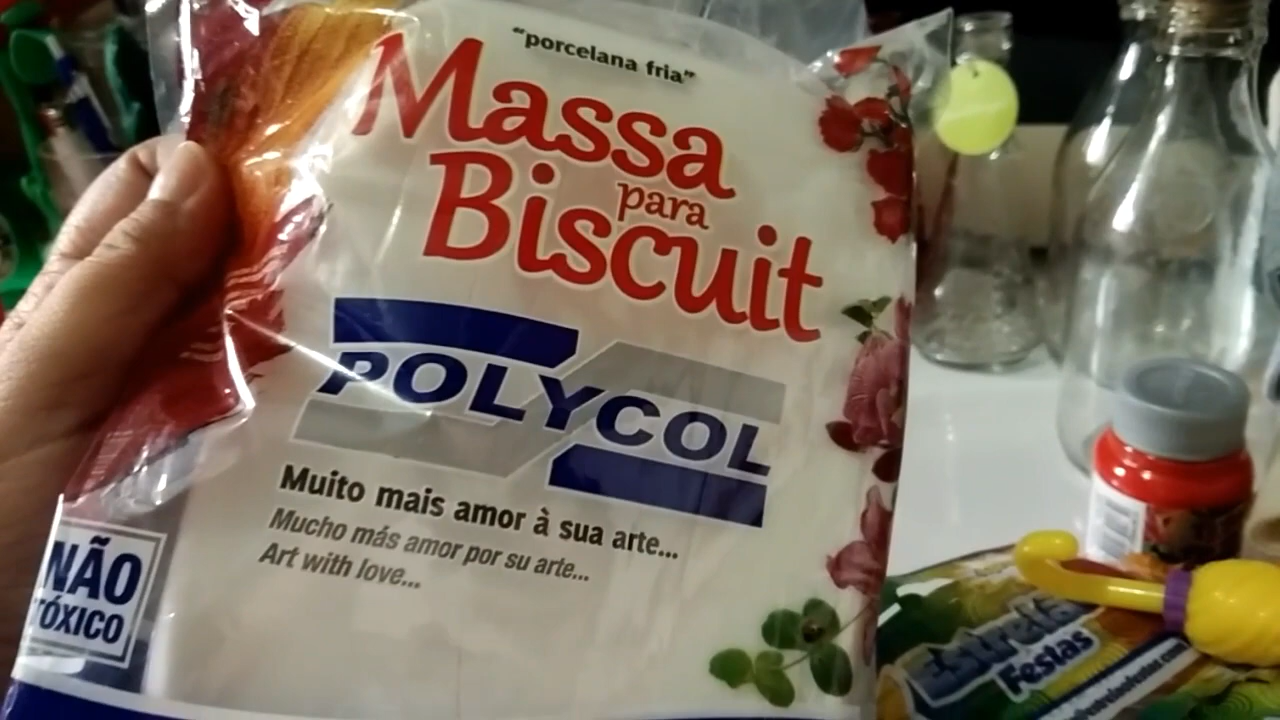 "porcelana fria"
Massa
para
Biscuit
POLYCOL
Muito mais amor à sua arte...
Mucho más amor por su arte...
Art with love...
NÃO
TÓXICO
Estrela
Festas